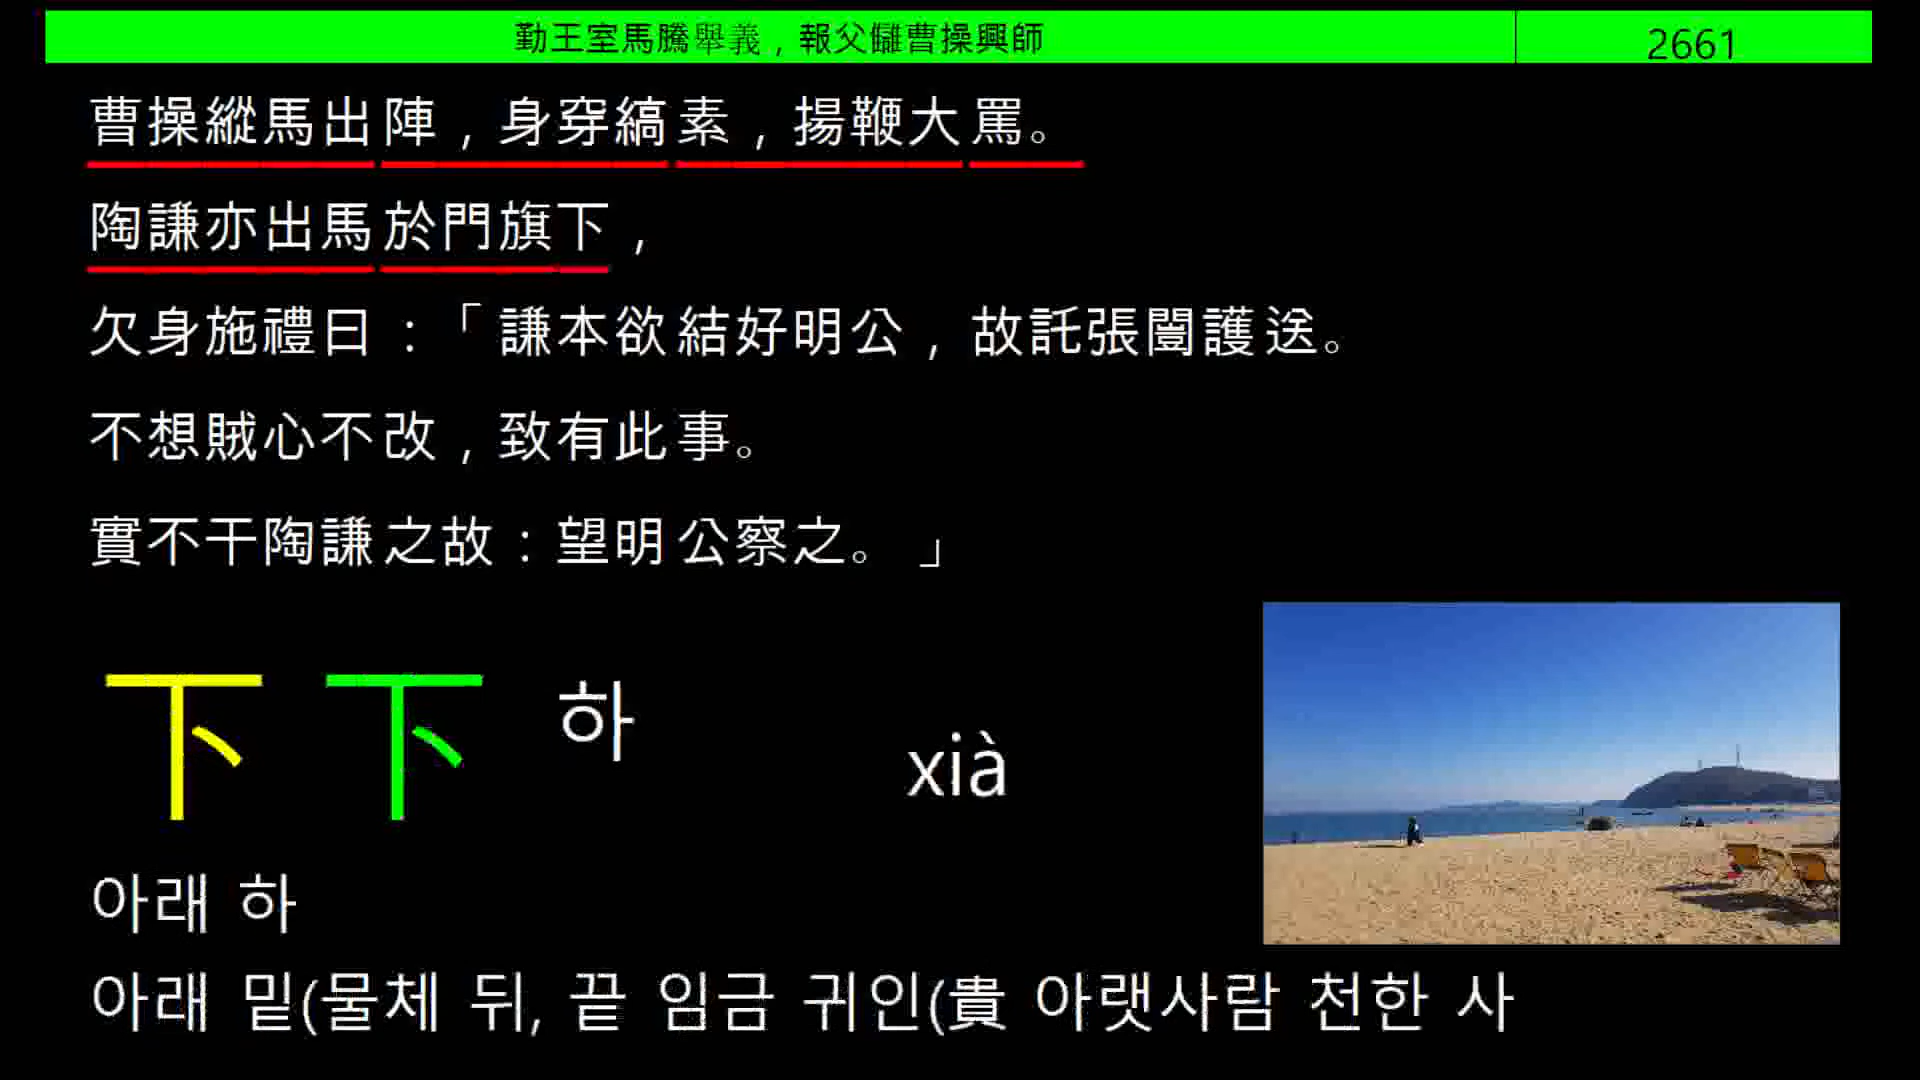 勤王室馬騰舉義，報父讎曹操興師
2661
曹操縱馬出陣，身穿縞素，揚鞭大罵。
陶謙亦出馬於門旗下，
欠身施禮曰：「謙本欲結好明公，故託張闓護送。
不想賊心不改，致有此事。
實不干陶謙之故：望明公察之。」
下 下 하 xià
아래 하
아래 밑(물체 뒤, 끝 임금 귀인(貴 아랫사람 천한 사